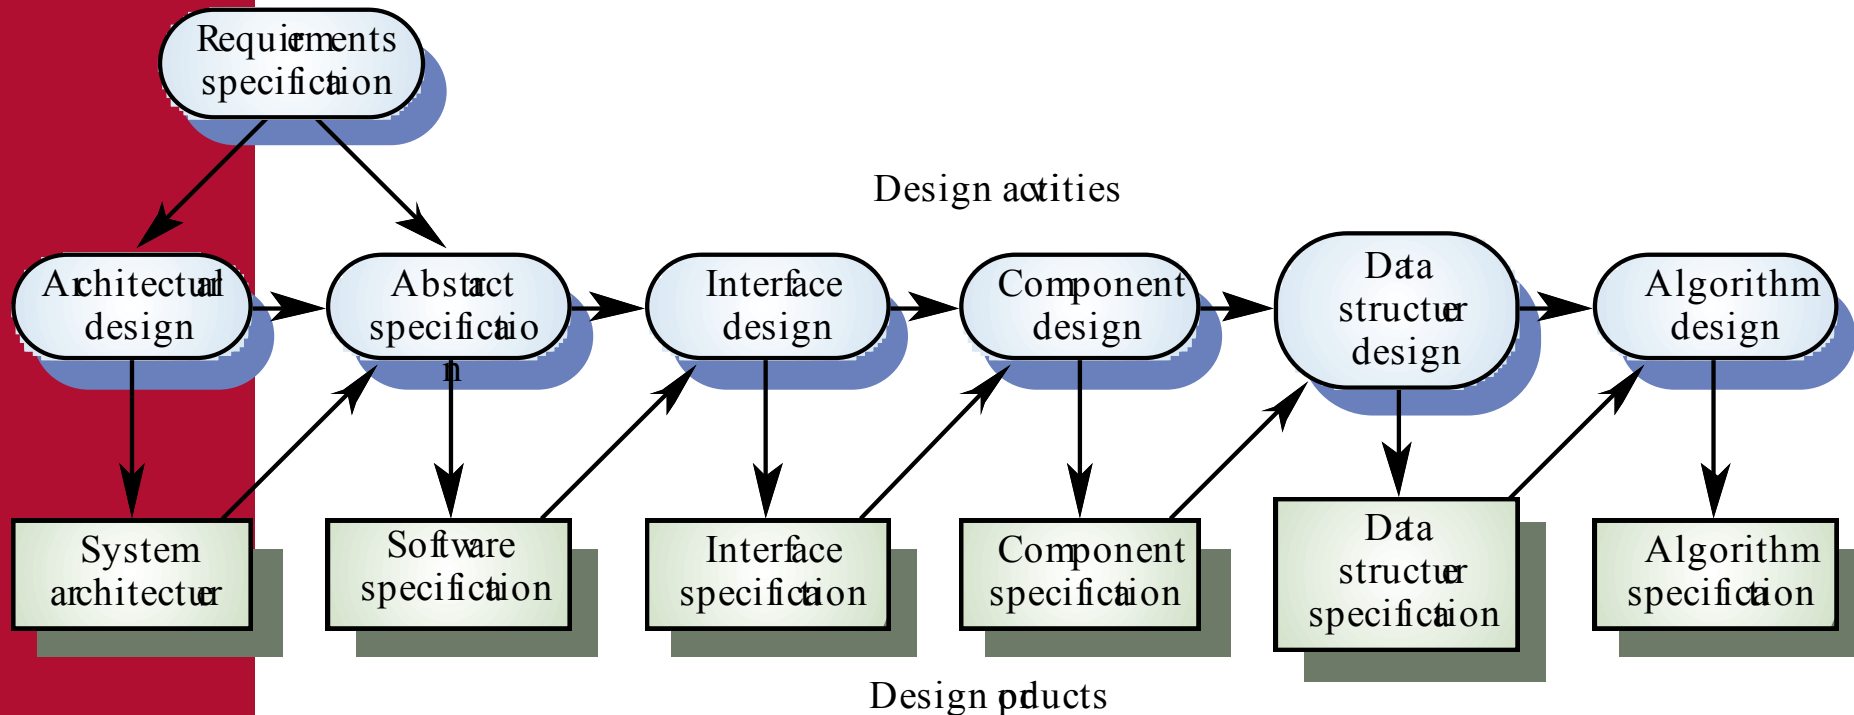 Requirements
specification
Design activities
Architectural
design
Abstract
specificatio
n
Interface
design
Component
design
Data
structure
design
Algorithm
design
System
architecture
Software
specification
Interface
specification
Component
specification
Data
structure
specification
Algorithm
specification
Design products